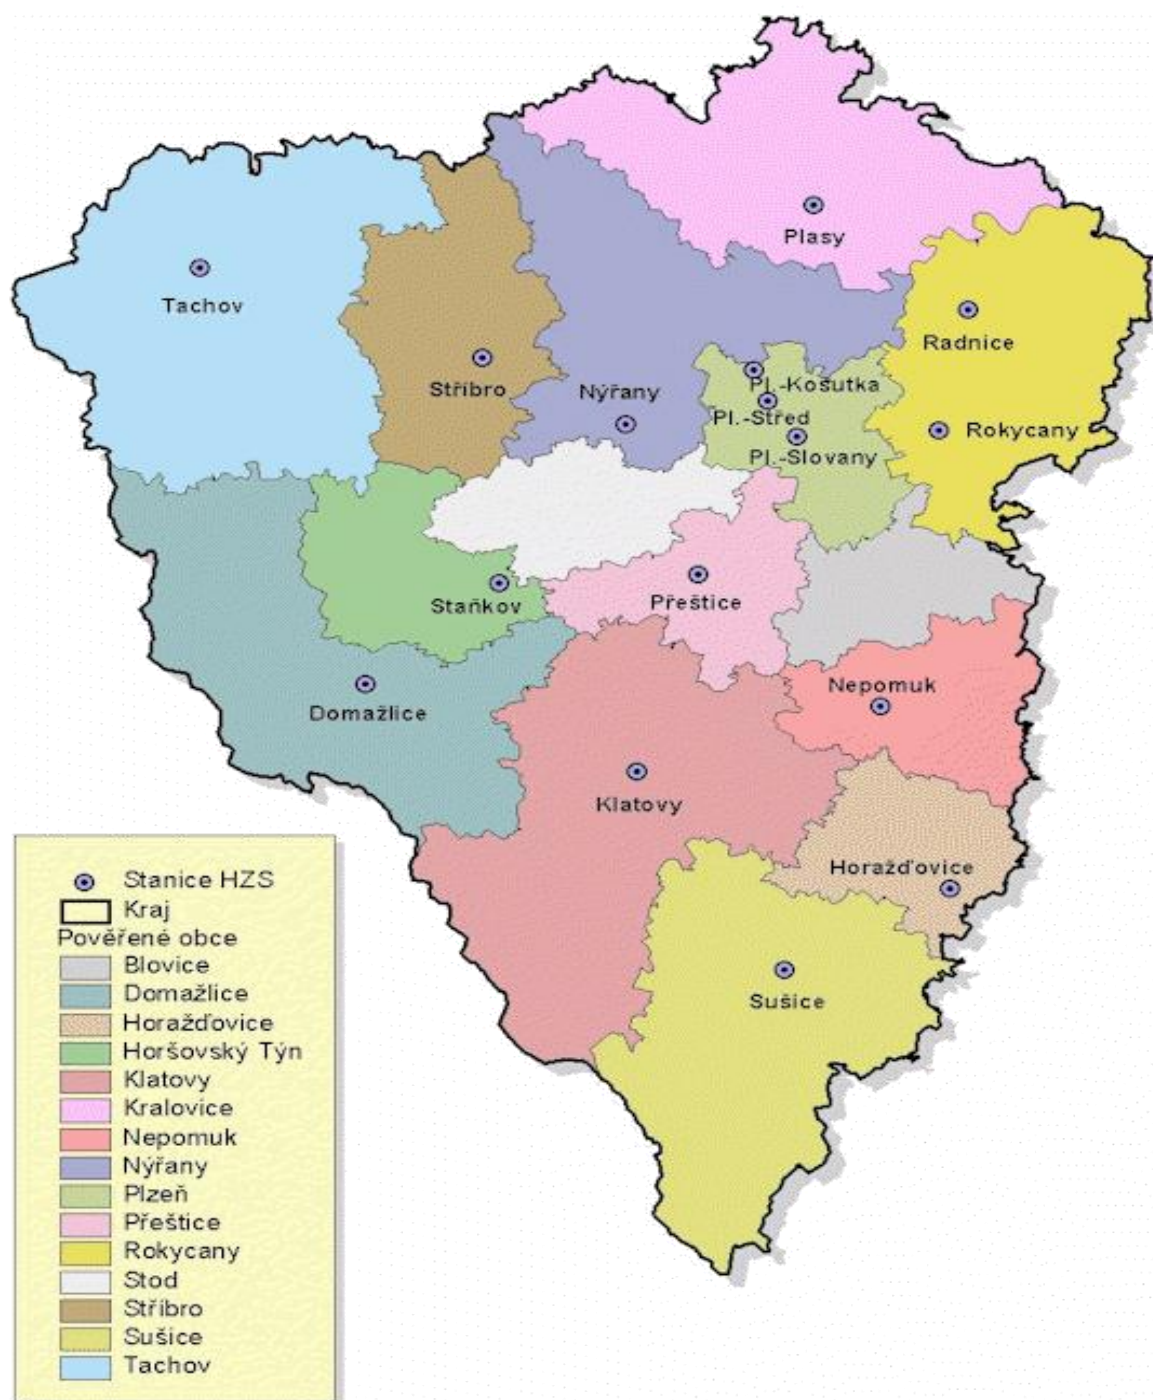 Plasy
Tachov
Radnice
Stříbro
Nýřany
Pl.-Košutka
Pl.-Střed
Rokycany
Pl.-Slovany
Staňkov
Přeštice
Nepomuk
Domažlice
Klatovy
Horažďovice
Sušice
Stanice HZS
Kraj
Pověřené obce
Blovice
Domažlice
Horažďovice
Horšovský Týn
Klatovy
Kralovice
Nepomuk
Nýřany
Plzeň
Přeštice
Rokycany
Stod
Stříbro
Sušice
Tachov